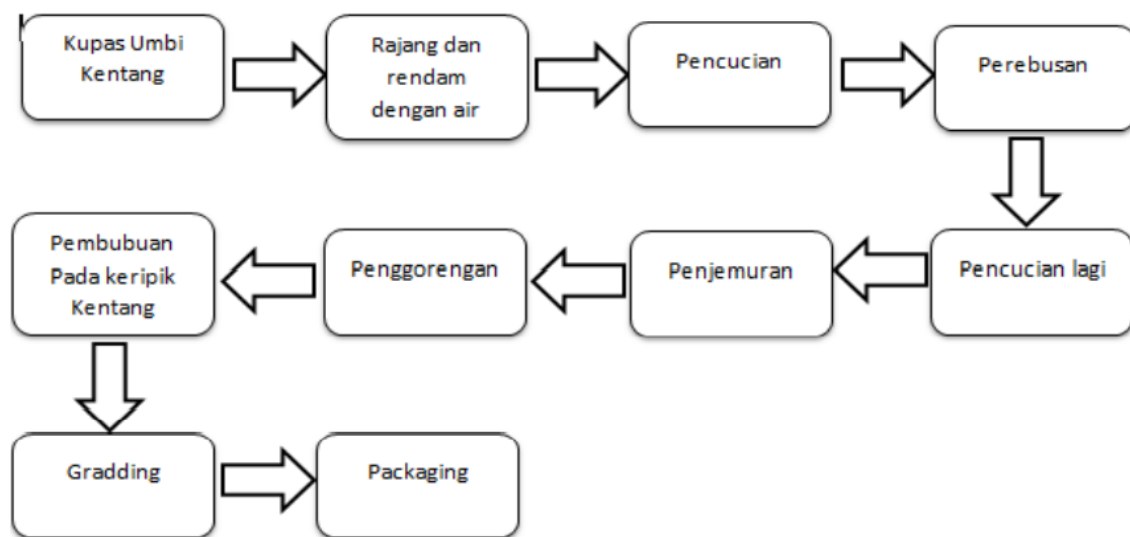 Kupas Umbi
Kentang
Rajang dan
rendam
dengan air
Pencucian
Perebusan
Pencucian lagi
Penjemuran
Penggorengan
Pembubuan
Pada keripik
Kentang
Gradding
Packaging